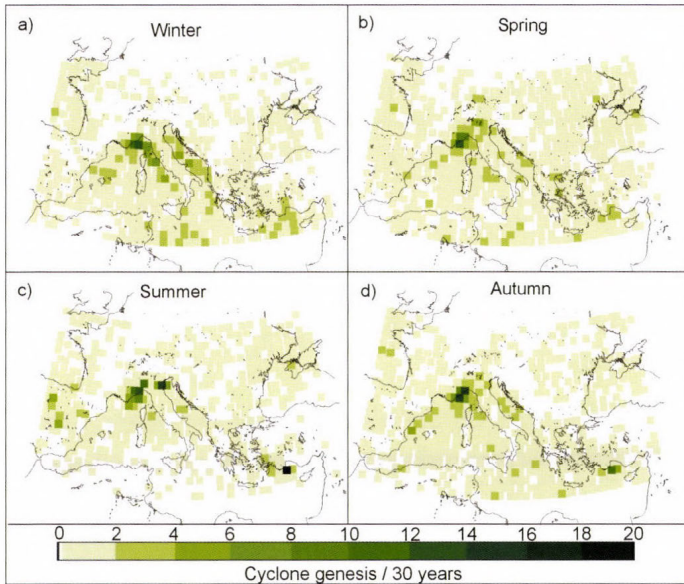 a) Winter
b) Spring
c) Summer
d) Autumn
0 2 4 6 8 10 12 14 16 18 20
Cyclone genesis / 30 years